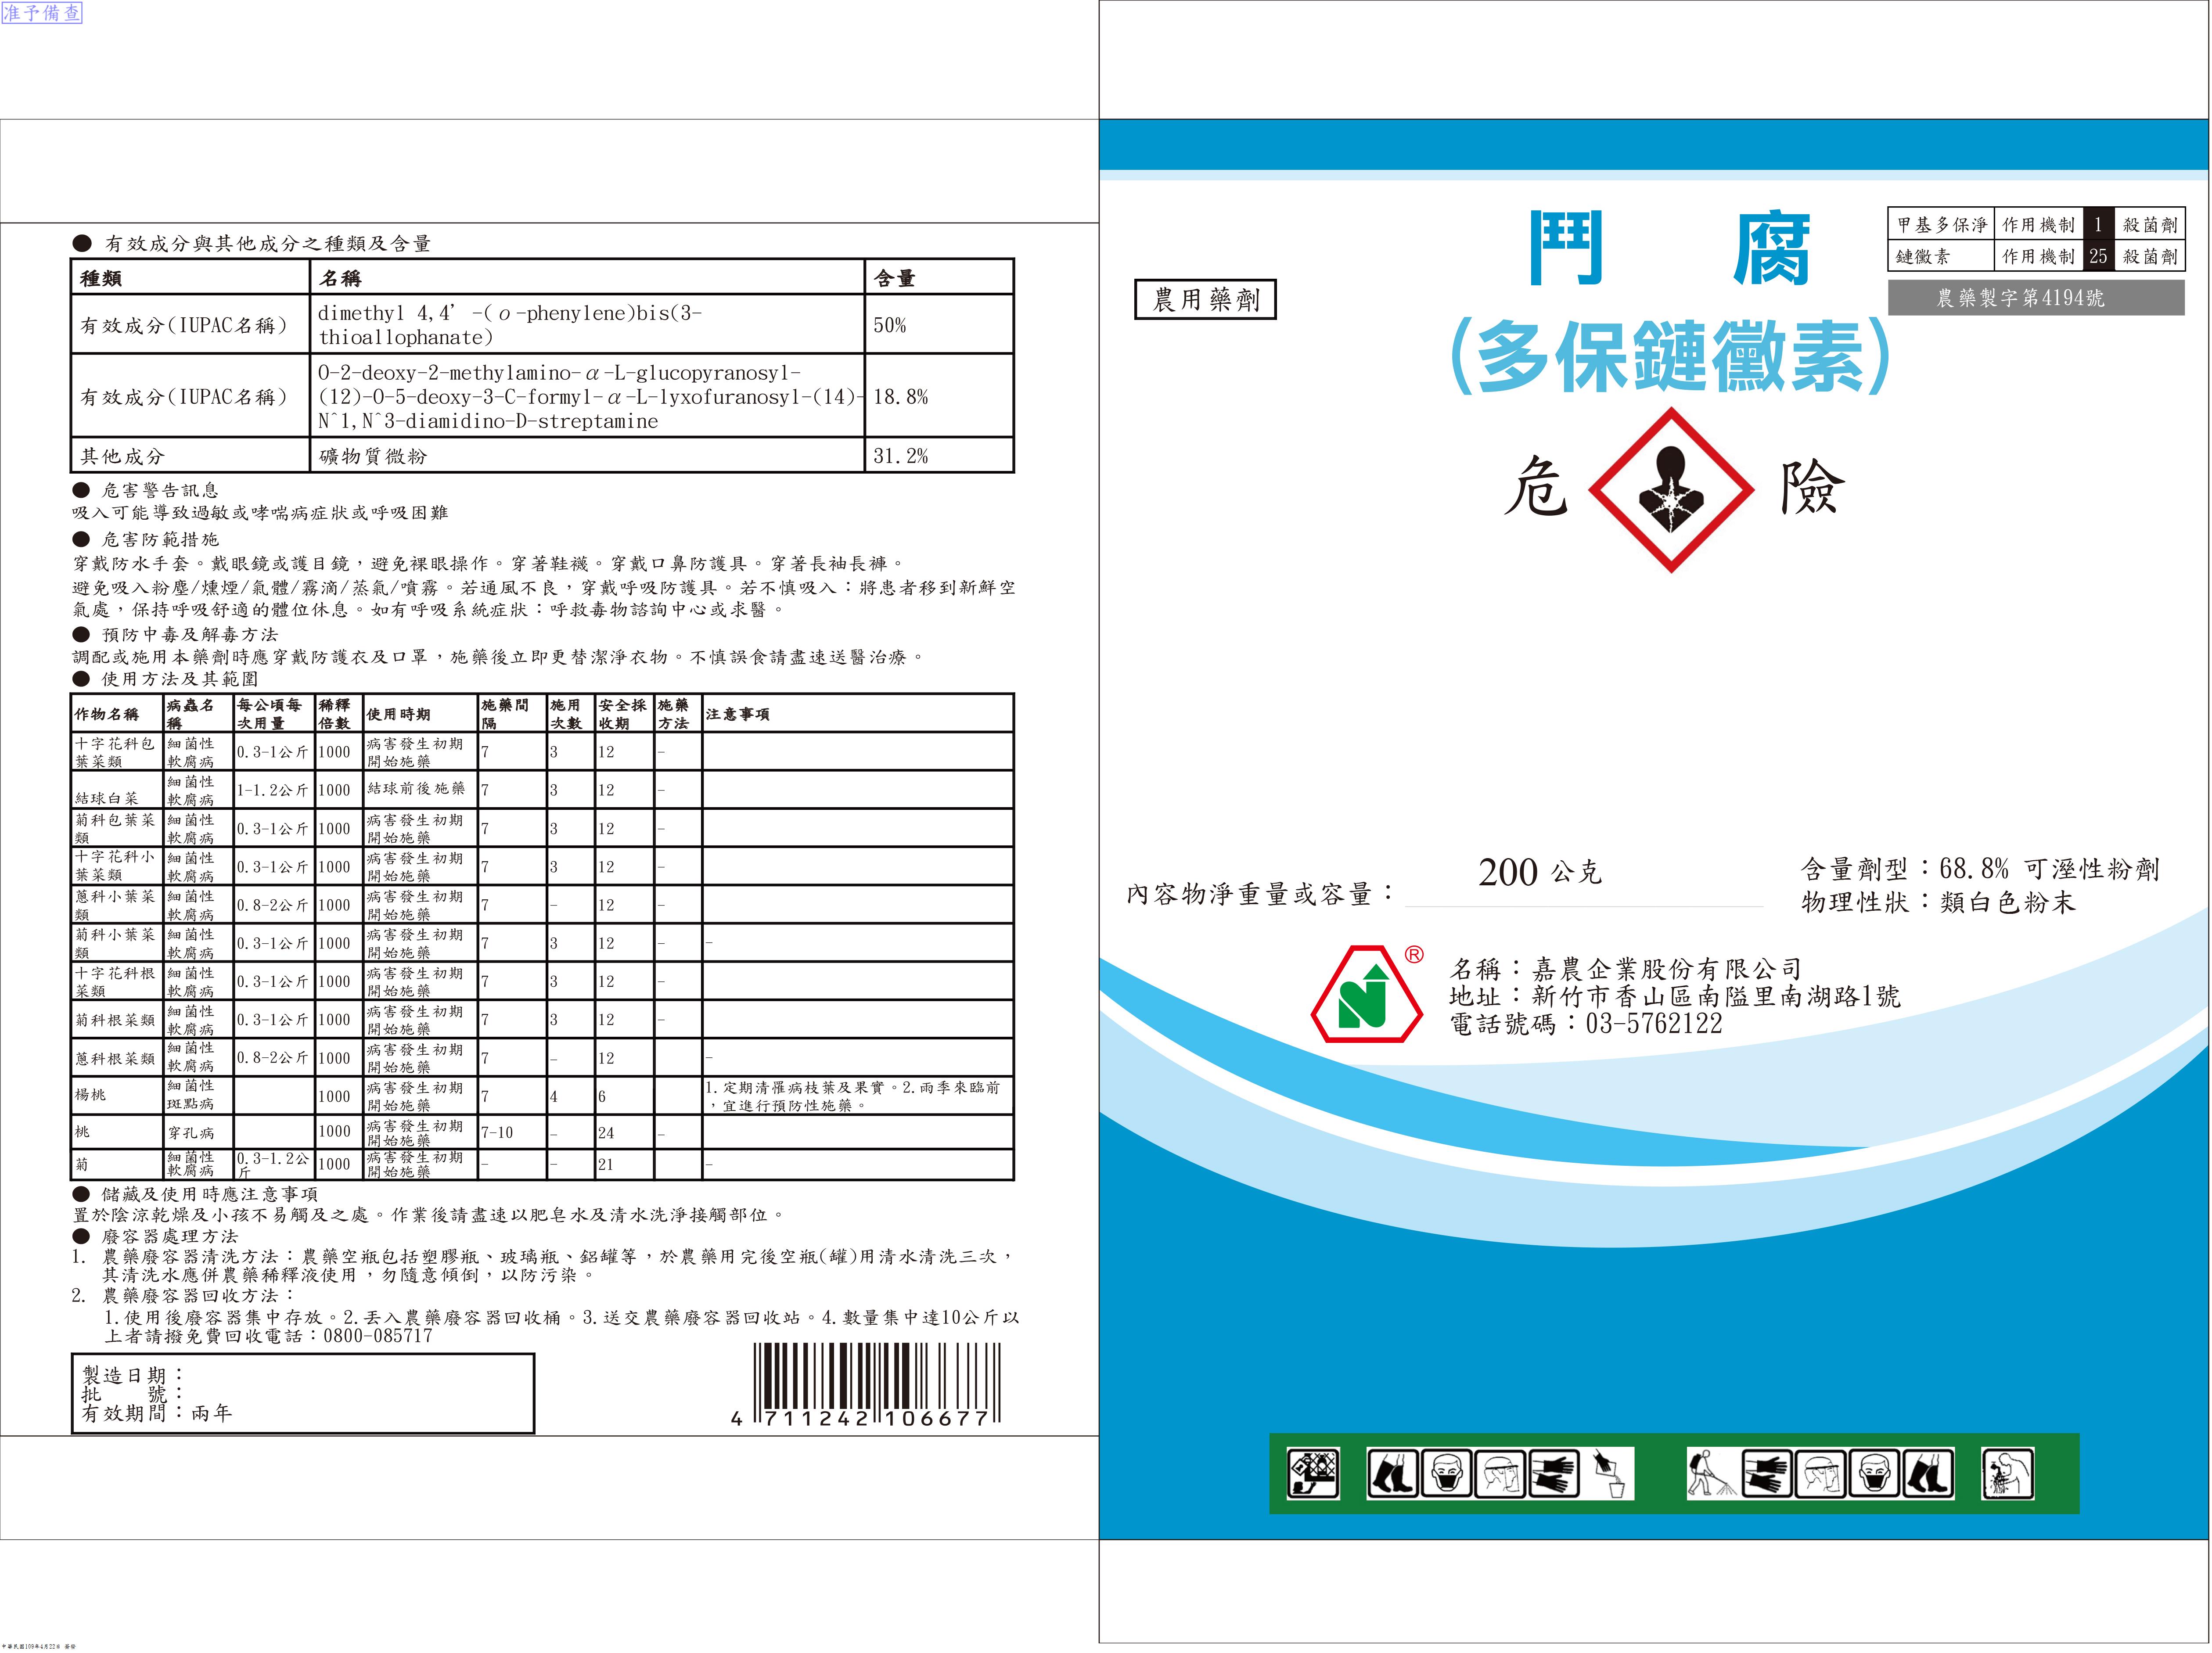 准予備查
● 有效成分與其他成分之種類及含量
種類 名稱 含量
有效成分(IUPAC名稱) dimethyl 4,4’-(o-phenylene)bis(3-thioallophanate) 50%
有效成分(IUPAC名稱) O-2-deoxy-2-methylamino-α-L-glucopyranosyl-(12)-O-5-deoxy-3-C-formyl-α-L-lyxofuranosyl-(14)-N^1,N^3-diamidino-D-streptamine 18.8%
其他成分 礦物質微粉 31.2%
● 危害警告訊息
吸入可能導致過敏或哮喘病症狀或呼吸困難
● 危害防範措施
穿戴防水手套。戴眼鏡或護目鏡，避免裸眼操作。穿著鞋襪。穿戴口鼻防護具。穿著長袖長褲。
避免吸入粉塵/燻煙/氣體/霧滴/蒸氣/噴霧。若通風不良，穿戴呼吸防護具。若不慎吸入：將患者移到新鮮空
氣處，保持呼吸舒適的體位休息。如有呼吸系統症狀：呼救毒物諮詢中心或求醫。
● 預防中毒及解毒方法
調配或施用本藥劑時應穿戴防護衣及口罩，施藥後立即更替潔淨衣物。不慎誤食請盡速送醫治療。
● 使用方法及其範圍
作物名稱 病蟲名稱 每公頃每次用量 稀釋倍數 使用時期 施藥間隔 施用次數 安全採收期 施藥方法 注意事項
十字花科包葉菜類 細菌性軟腐病 0.3-1公斤 1000 病害發生初期開始施藥 7 3 12 -
結球白菜 細菌性軟腐病 1-1.2公斤 1000 結球前後施藥 7 3 12 -
菊科包葉菜類 細菌性軟腐病 0.3-1公斤 1000 病害發生初期開始施藥 7 3 12 -
十字花科小葉菜類 細菌性軟腐病 0.3-1公斤 1000 病害發生初期開始施藥 7 3 12 -
蔥科小葉菜類 細菌性軟腐病 0.8-2公斤 1000 病害發生初期開始施藥 7 - 12 -
菊科小葉菜類 細菌性軟腐病 0.3-1公斤 1000 病害發生初期開始施藥 7 3 12 - -
十字花科根菜類 細菌性軟腐病 0.3-1公斤 1000 病害發生初期開始施藥 7 3 12 -
菊科根菜類 細菌性軟腐病 0.3-1公斤 1000 病害發生初期開始施藥 7 3 12 -
蔥科根菜類 細菌性軟腐病 0.8-2公斤 1000 病害發生初期開始施藥 7 - 12 -
楊桃 細菌性斑點病 1000 病害發生初期開始施藥 7 4 6 1.定期清罹病枝葉及果實。2.雨季來臨前，宜進行預防性施藥。
桃 穿孔病 1000 病害發生初期開始施藥 7-10 - 24 -
菊 細菌性軟腐病 0.3-1.2公斤 1000 病害發生初期開始施藥 - - 21 -
● 儲藏及使用時應注意事項
置於陰涼乾燥及小孩不易觸及之處。作業後請盡速以肥皂水及清水洗淨接觸部位。
● 廢容器處理方法
1. 農藥廢容器清洗方法：農藥空瓶包括塑膠瓶、玻璃瓶、鋁罐等，於農藥用完後空瓶(罐)用清水清洗三次，
其清洗水應併農藥稀釋液使用，勿隨意傾倒，以防污染。
2. 農藥廢容器回收方法：
1.使用後廢容器集中存放。2.丟入農藥廢容器回收桶。3.送交農藥廢容器回收站。4.數量集中達10公斤以
上者請撥免費回收電話：0800-085717
製造日期：
批　　號：
有效期間：兩年
4 711242 106677
鬥 腐
(多保鏈黴素)
農用藥劑
甲基多保淨 作用機制 1 殺菌劑
鏈黴素 作用機制 25 殺菌劑
農藥製字第4194號
危 險
內容物淨重量或容量： 200 公克
含量劑型：68.8% 可溼性粉劑
物理性狀：類白色粉末
®
名稱：嘉農企業股份有限公司
地址：新竹市香山區南隘里南湖路1號
電話號碼：03-5762122
中華民國109年4月22日